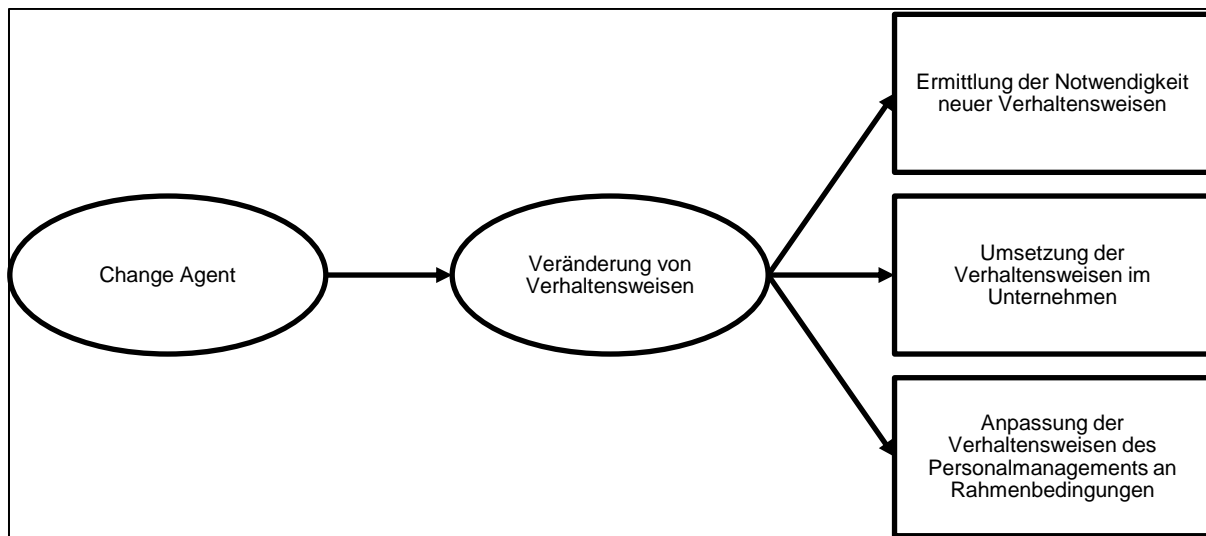 Ermittlung der Notwendigkeit
neuer Verhaltensweisen
Change Agent
Veränderung von
Verhaltensweisen
Umsetzung der
Verhaltensweisen im
Unternehmen
Anpassung der
Verhaltensweisen des
Personalmanagements an
Rahmenbedingungen